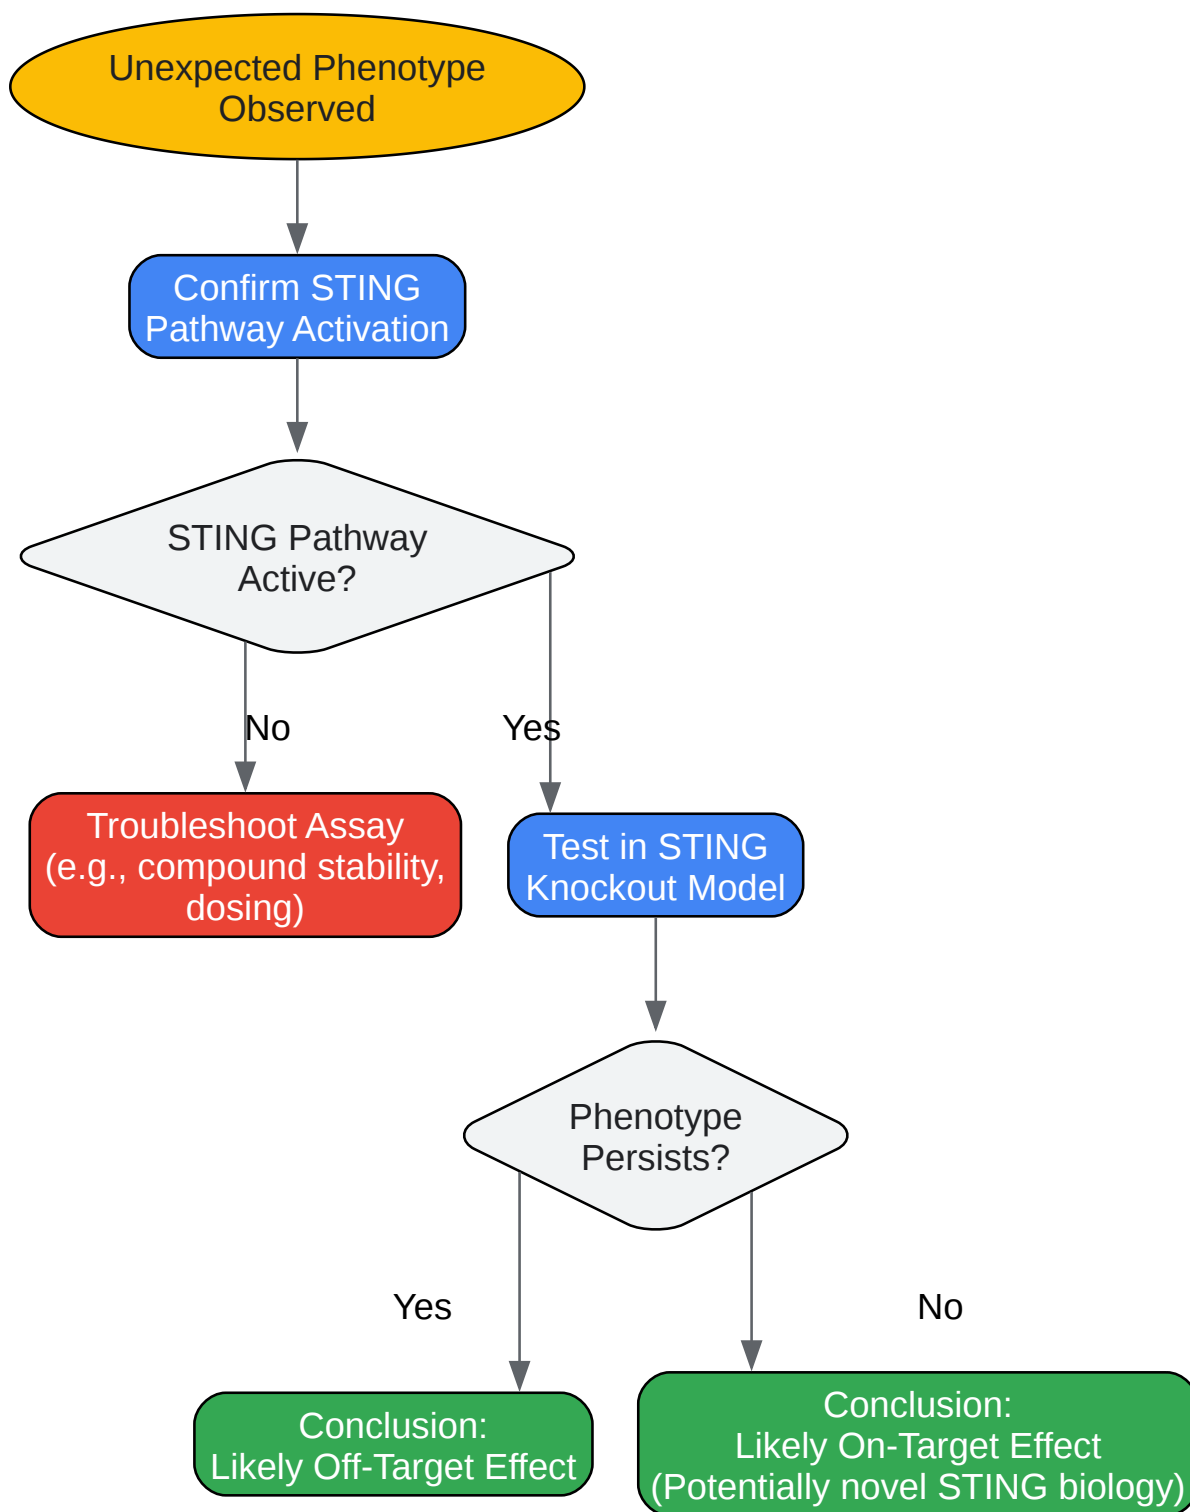 Unexpected Phenotype
Observed
Confirm STING
Pathway Activation
STING Pathway
Active?
No
Yes
Troubleshoot Assay
(e.g., compound stability,
dosing)
Test in STING
Knockout Model
Phenotype
Persists?
Yes
No
Conclusion:
Likely Off-Target Effect
Conclusion:
Likely On-Target Effect
(Potentially novel STING biology)